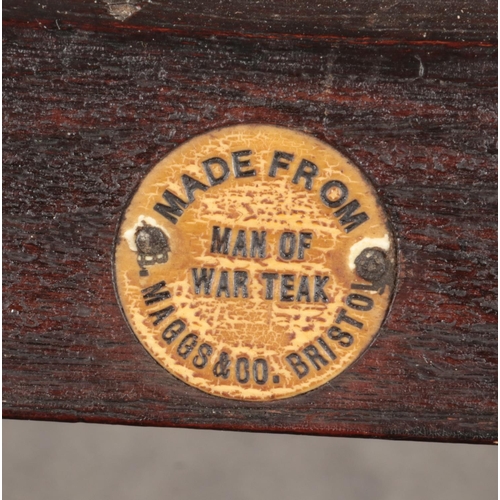 MADE FROM
MAN OF
WAR TEAK
MAGGS & CO. BRISTOL